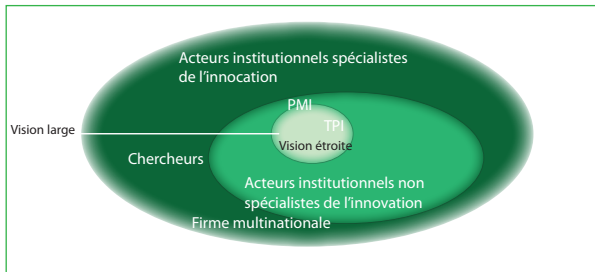 Acteurs institutionnels spécialistes
de l'innocation
PMI
TPI
Vision large
Vision étroite
Chercheurs
Acteurs institutionnels non
spécialistes de l'innovation
Firme multinationale